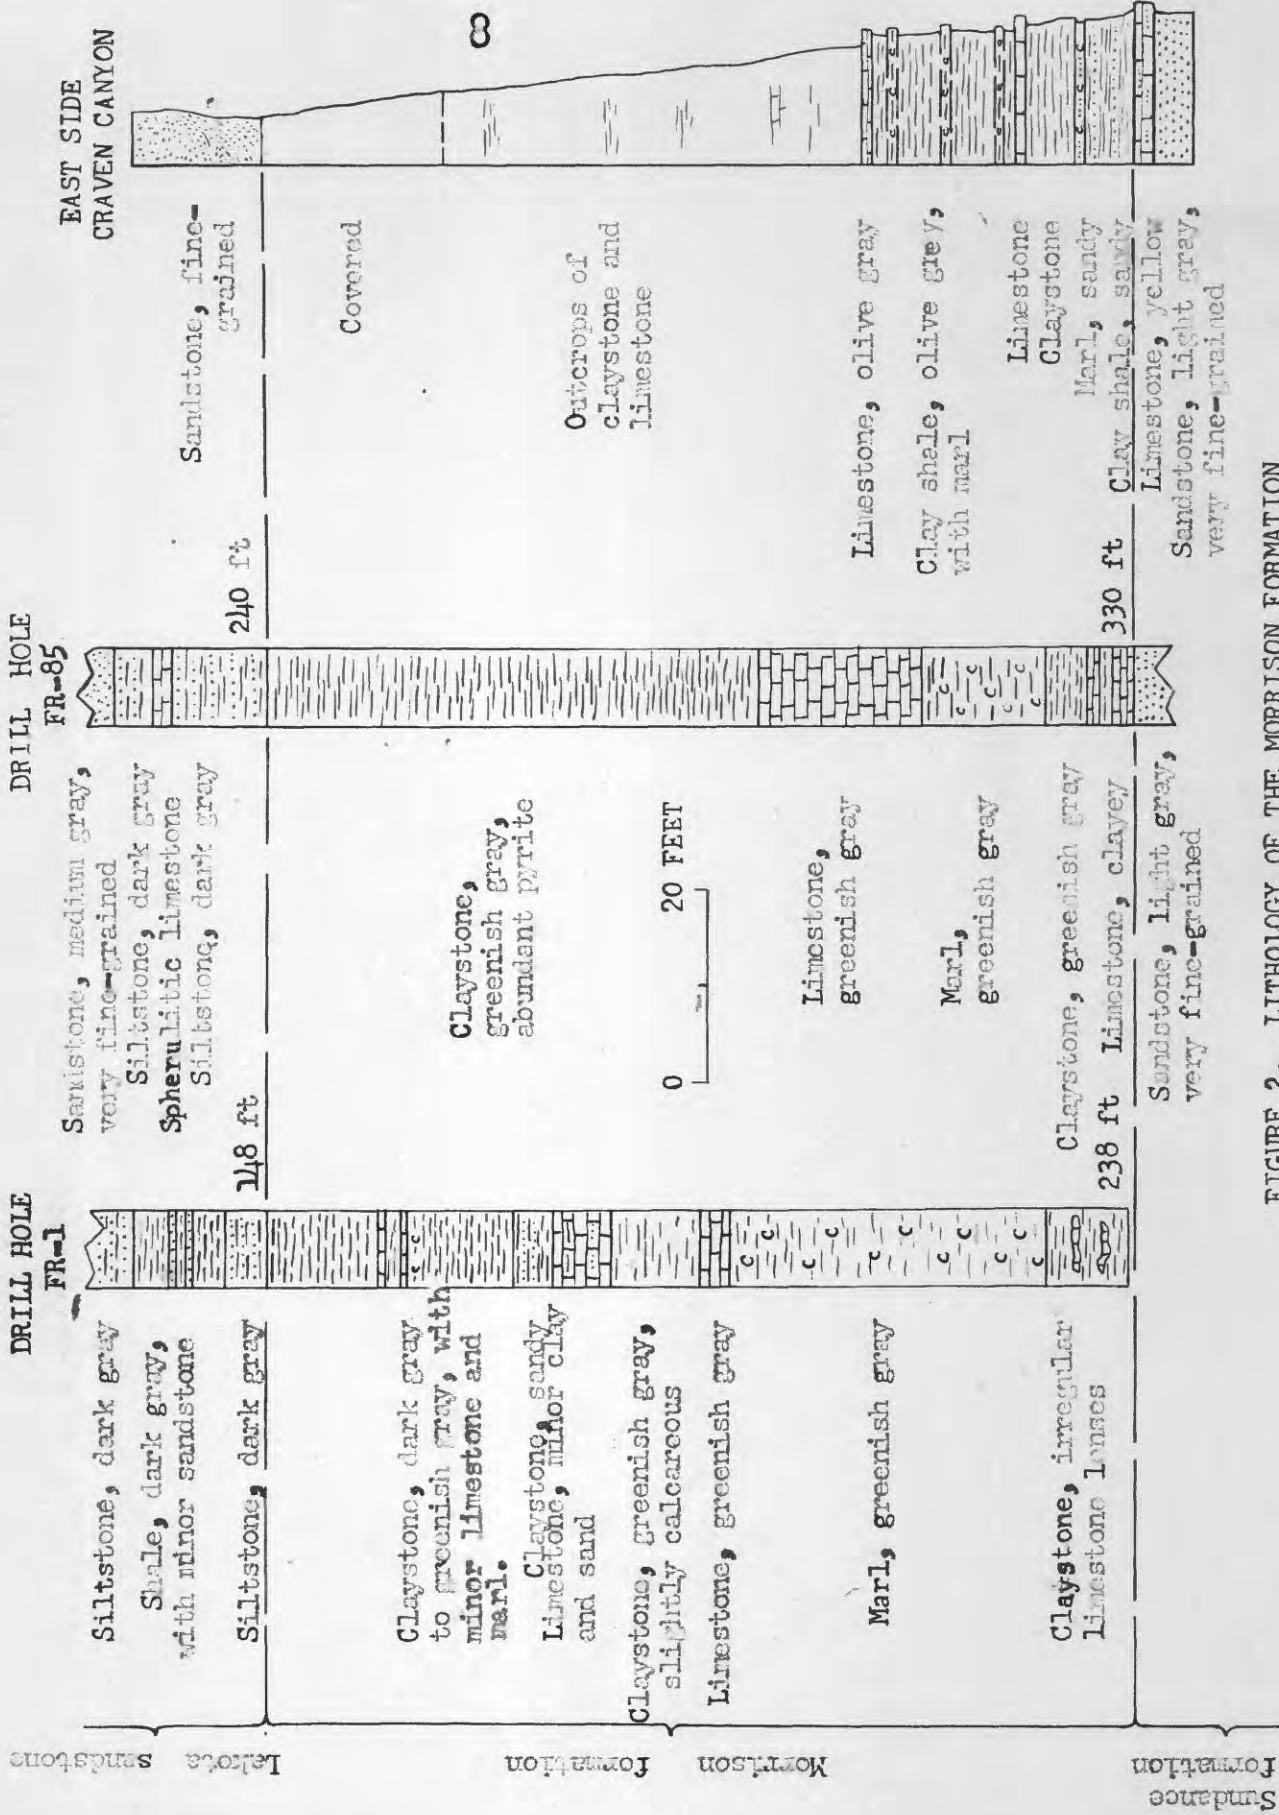 8
DRILL HOLE
FR-1
DRILL HOLE
FR-85
EAST SIDE
CRAVEN CANYON
Lakota
sandstone
Morrison
formation
Sundance
formation
Siltstone, dark gray
Shale, dark gray,
with minor sandstone
Siltstone, dark gray
148 ft
Claystone, dark gray
to greenish gray, with
minor limestone and
marl.
Claystone, sandy
Limestone, minor clay
and sand
Claystone, greenish gray,
slightly calcareous
Limestone, greenish gray
Marl, greenish gray
Claystone, irregular
limestone lenses
238 ft
Sandstone, medium gray,
very fine-grained
Siltstone, dark gray
Spherulitic limestone
Siltstone, dark gray
240 ft
Claystone,
greenish gray,
abundant pyrite
0 20 FEET
Limestone,
greenish gray
Marl,
greenish gray
Claystone, greenish gray
Limestone, clayey
330 ft
Sandstone, light gray,
very fine-grained
Sandstone, fine-
grained
Covered
Outcrops of
claystone and
limestone
Limestone, olive gray
Clay shale, olive grey,
with marl
Limestone
Claystone
Marl, sandy
Clay shale, sandy
Limestone, yellow
Sandstone, light gray,
very fine-grained
FIGURE 2. LITHOLOGY OF THE MORRISON FORMATION